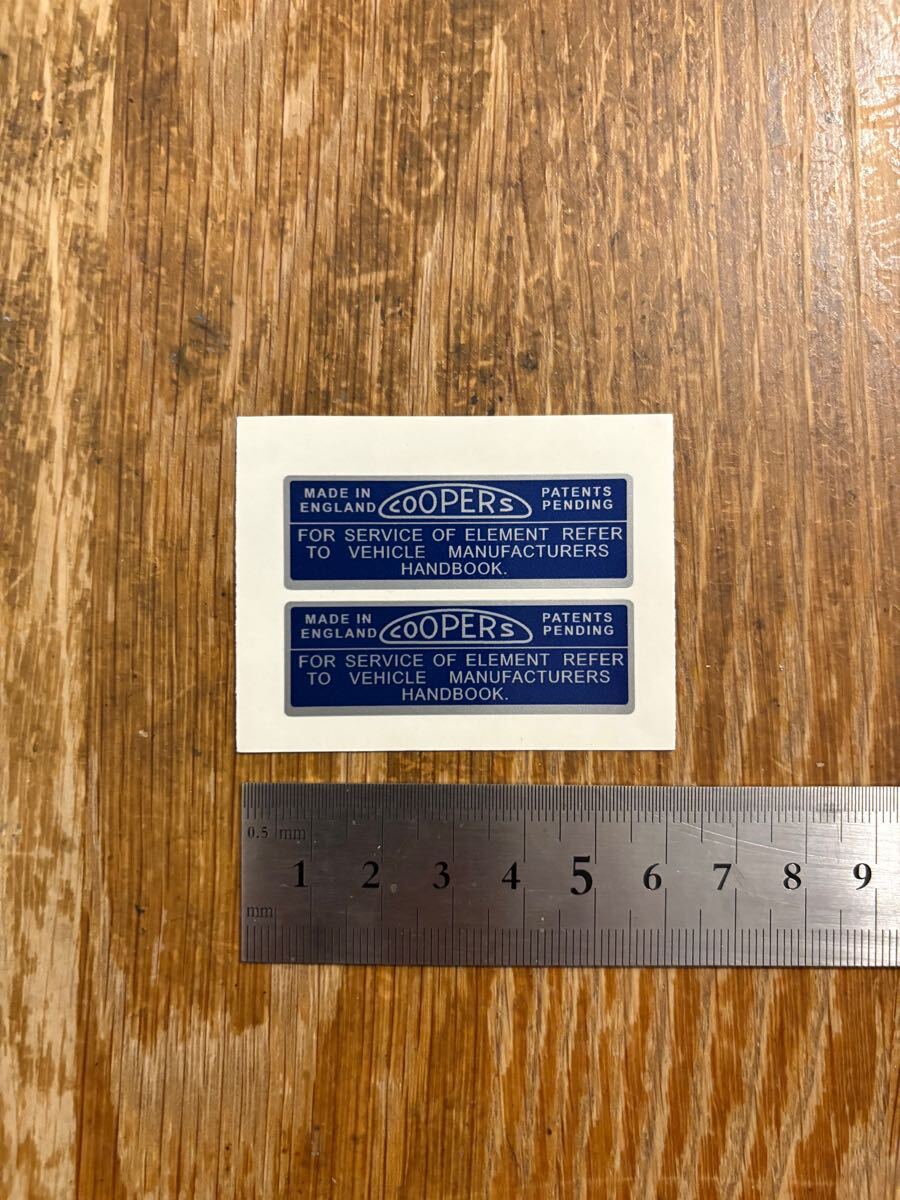 MADE IN ENGLAND COOPERS PATENTS PENDING
FOR SERVICE OF ELEMENT REFER
TO VEHICLE MANUFACTURERS
HANDBOOK.
MADE IN ENGLAND COOPERS PATENTS PENDING
FOR SERVICE OF ELEMENT REFER
TO VEHICLE MANUFACTURERS
HANDBOOK.
0.5 mm
1 2 3 4 5 6 7 8 9
mm